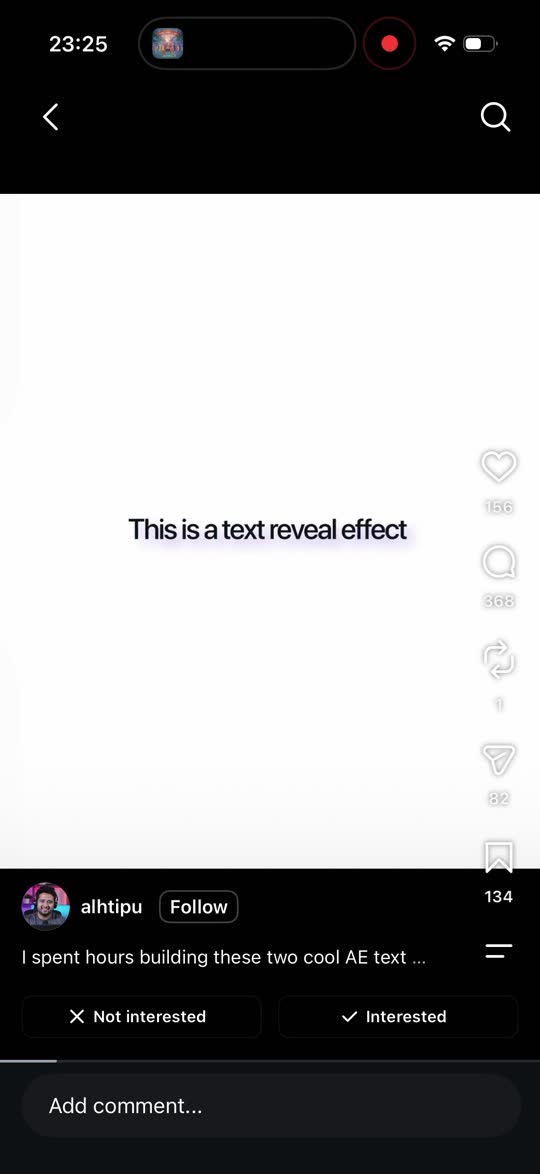 23:25
This is a text reveal effect
156
368
1
82
134
alhtipu
Follow
I spent hours building these two cool AE text ...
Not interested
Interested
Add comment...